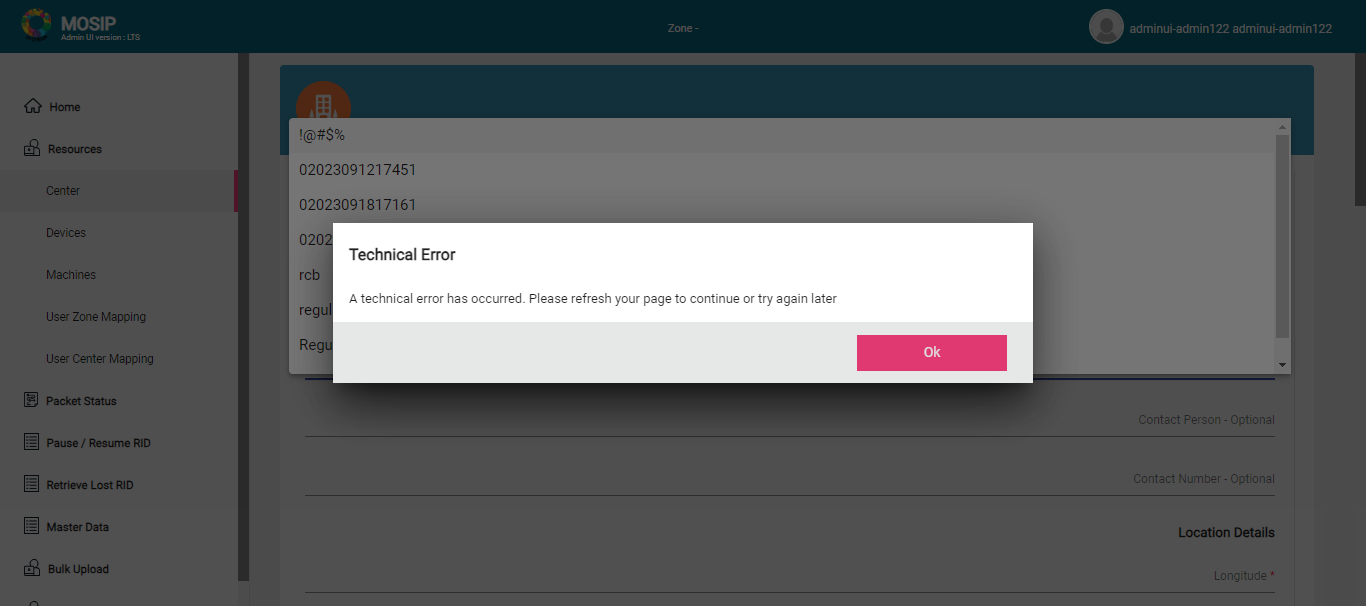 MOSIP
Admin UI version : LTS
Zone -
adminui-admin122 adminui-admin122
Home
Resources
Center
Devices
Machines
User Zone Mapping
User Center Mapping
Packet Status
Pause / Resume RID
Retrieve Lost RID
Master Data
Bulk Upload
!@#$%
02023091217451
02023091817161
0202
rcb
regul
Regu
Technical Error
A technical error has occurred. Please refresh your page to continue or try again later
Ok
Contact Person - Optional
Contact Number - Optional
Location Details
Longitude *